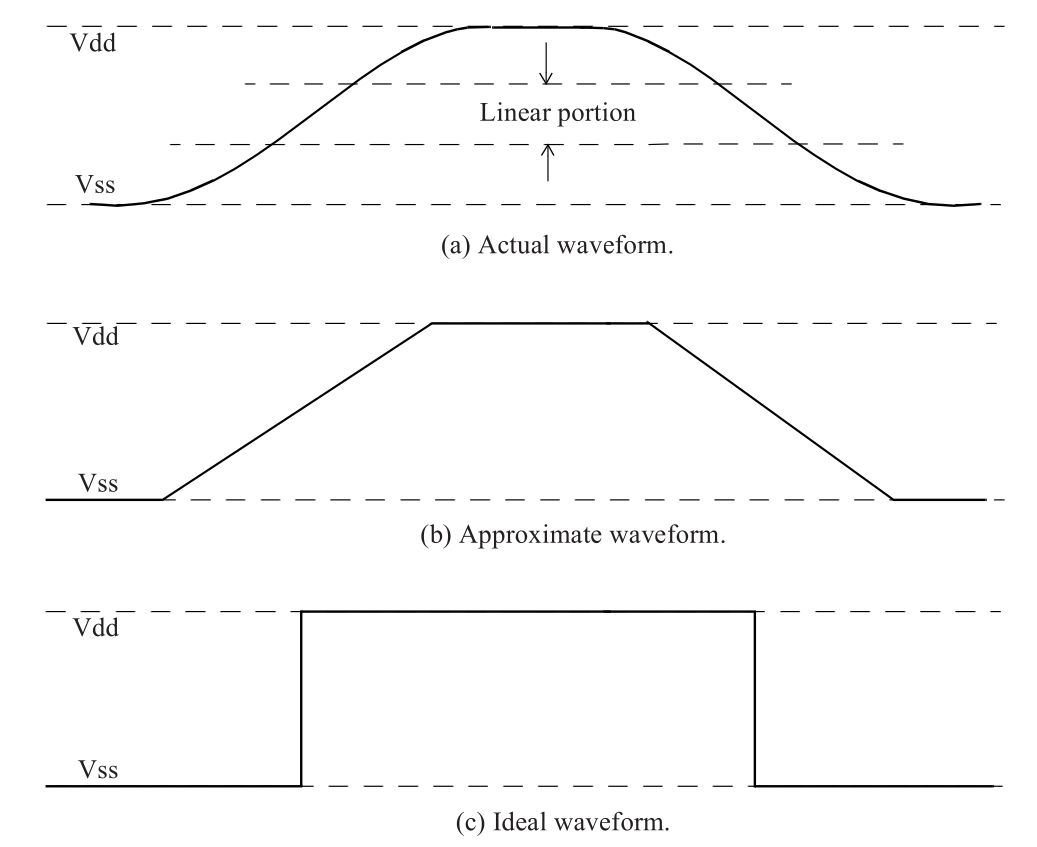 Vdd
Linear portion
Vss
(a) Actual waveform.
Vdd
Vss
(b) Approximate waveform.
Vdd
Vss
(c) Ideal waveform.